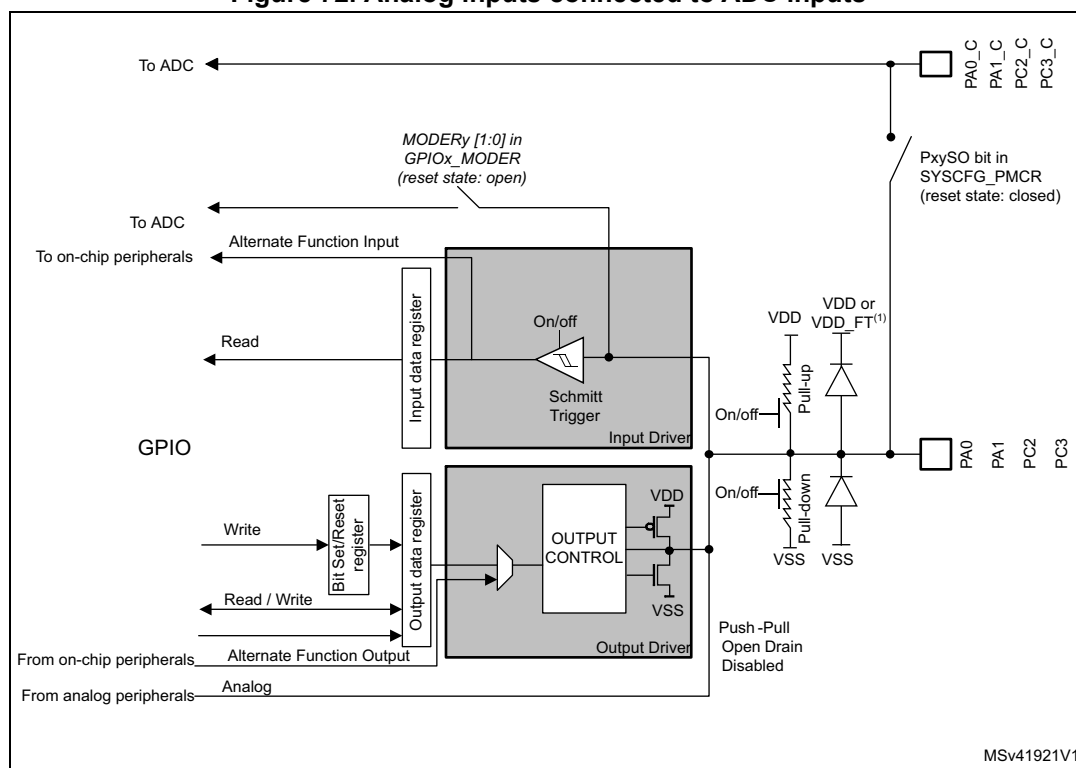 Figure 72. Analog inputs connected to ADC inputs
To ADC
PA0_C
PA1_C
PC2_C
PC3_C
MODERy [1:0] in
GPIOx_MODER
(reset state: open)
PxySO bit in
SYSCFG_PMCR
(reset state: closed)
To ADC
Alternate Function Input
To on-chip peripherals
Input data register
On/off
Read
Schmitt
Trigger
Input Driver
VDD
VDD or
VDD_FT(1)
Pull-up
On/off
GPIO
PA0
PA1
PC2
PC3
On/off
Pull-down
VSS
VSS
Write
Bit Set/Reset
register
Output data register
OUTPUT
CONTROL
VDD
VSS
Read / Write
Push -Pull
Open Drain
Disabled
Output Driver
From on-chip peripherals
Alternate Function Output
From analog peripherals
Analog
MSv41921V1